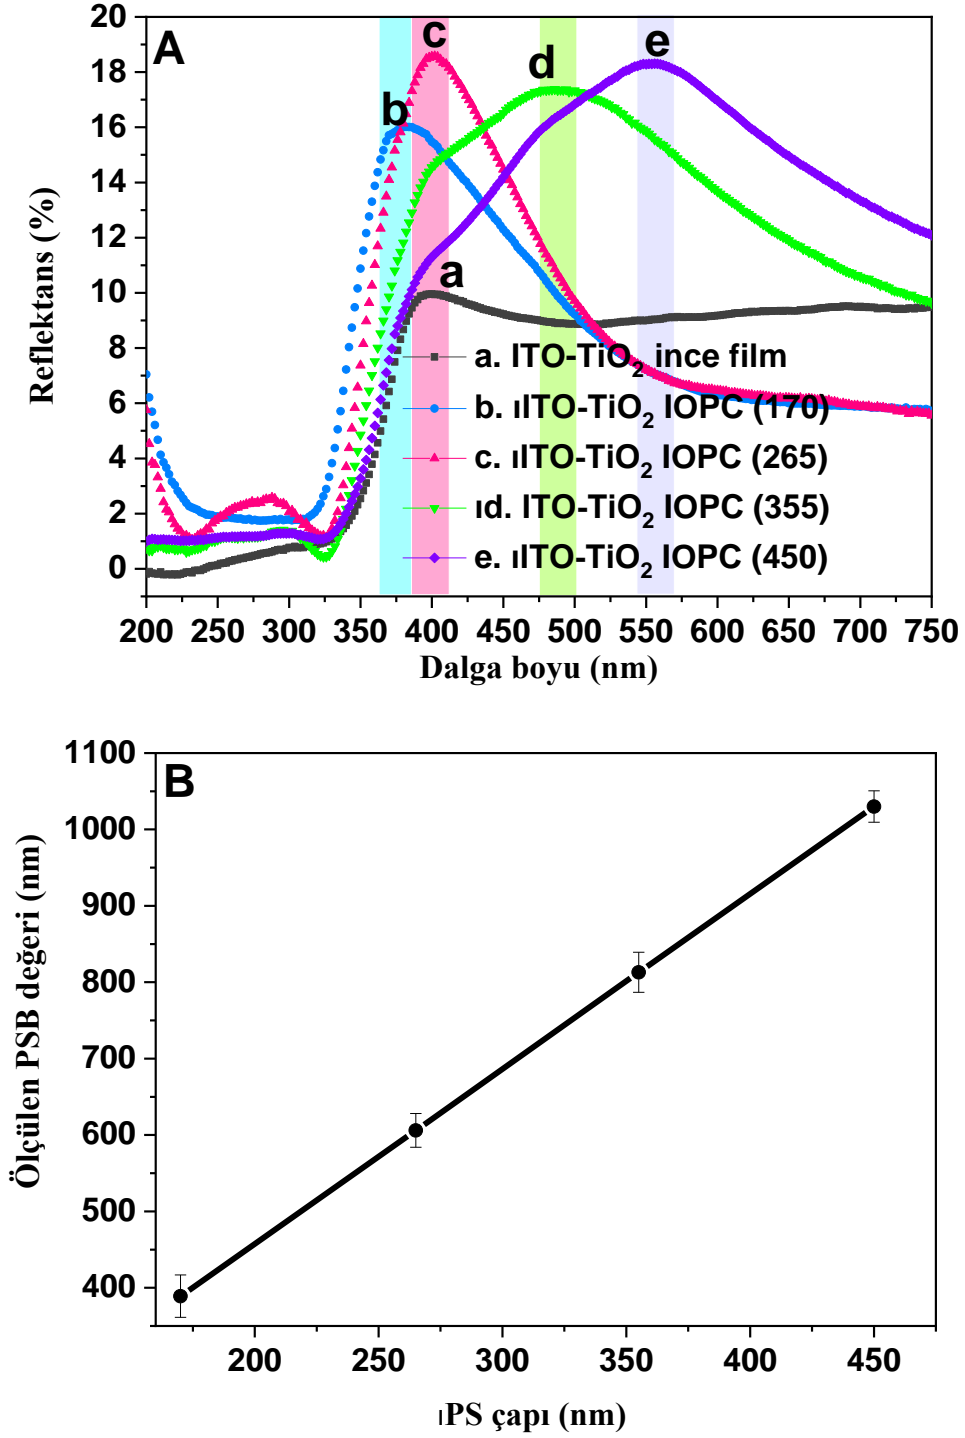 A
b
c
d
e
a
Reflektans (%)
20
18
16
14
12
10
8
6
4
2
0
a. ITO-TiO₂ ince film
b. ıITO-TiO₂ IOPC (170)
c. ıITO-TiO₂ IOPC (265)
ıd. ITO-TiO₂ IOPC (355)
e. ıITO-TiO₂ IOPC (450)
200 250 300 350 400 450 500 550 600 650 700 750
Dalga boyu (nm)
B
Ölçülen PSB değeri (nm)
1100
1000
900
800
700
600
500
400
200 250 300 350 400 450
ıPS çapı (nm)